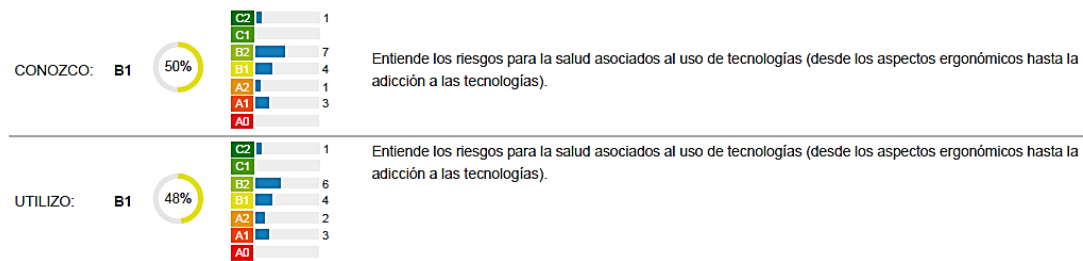 C2 1
C1
B2 7
B1 4
A2 1
A1 3
A0
CONOZCO: B1 50%
Entiende los riesgos para la salud asociados al uso de tecnologías (desde los aspectos ergonómicos hasta la
adicción a las tecnologías).
C2 1
C1
B2 6
B1 4
A2 2
A1 3
A0
UTILIZO: B1 48%
Entiende los riesgos para la salud asociados al uso de tecnologías (desde los aspectos ergonómicos hasta la
adicción a las tecnologías).